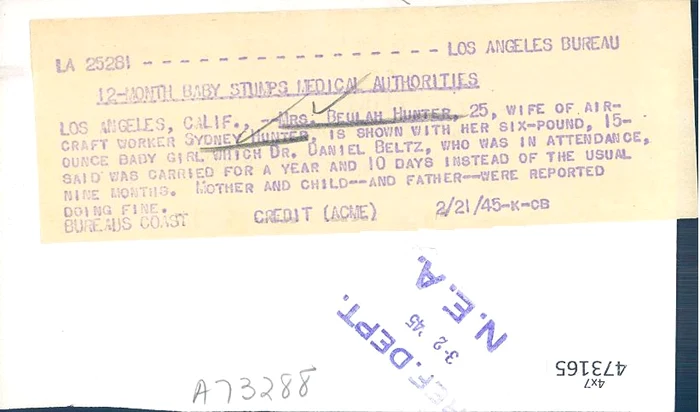 LA 25281 - - - - - - - - - - - - - - - - - - LOS ANGELES BUREAU
12-MONTH BABY STUMPS MEDICAL AUTHORITIES
LOS ANGELES, CALIF., - MRS. BEULAH HUNTER, 25, WIFE OF AIR-
CRAFT WORKER SYDNEY HUNTER, IS SHOWN WITH HER SIX-POUND, 15-
OUNCE BABY GIRL WHICH DR. DANIEL BELTZ, WHO WAS IN ATTENDANCE,
SAID WAS CARRIED FOR A YEAR AND 10 DAYS INSTEAD OF THE USUAL
NINE MONTHS. MOTHER AND CHILD--AND FATHER--WERE REPORTED
DOING FINE.
BUREAUS COAST CREDIT (ACME) 2/21/45-K-CB
REF. DEPT.
3-2 '45
N.E.A.
4x7
473165
A73288